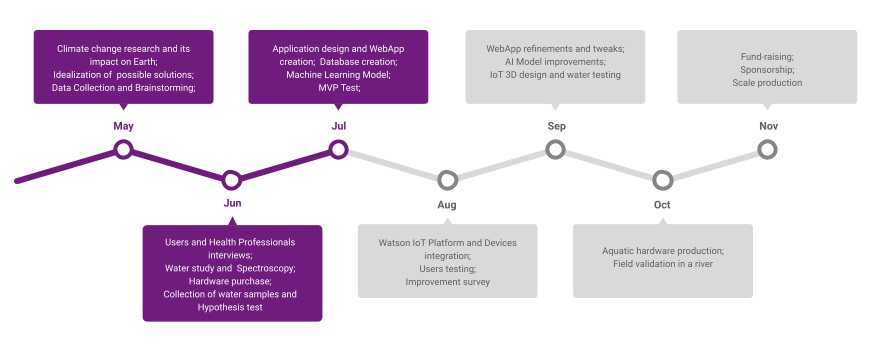 Climate change research and its
impact on Earth;
Idealization of possible solutions;
Data Collection and Brainstorming;
May
Users and Health Professionals
interviews;
Water study and Spectroscopy;
Hardware purchase;
Collection of water samples and
Hypothesis test
Jun
Application design and WebApp
creation; Database creation;
Machine Learning Model;
MVP Test;
Jul
Watson IoT Platform and Devices
integration;
Users testing;
Improvement survey
Aug
WebApp refinements and tweaks;
AI Model improvements;
IoT 3D design and water testing
Sep
Aquatic hardware production;
Field validation in a river
Oct
Fund-raising;
Sponsorship;
Scale production
Nov